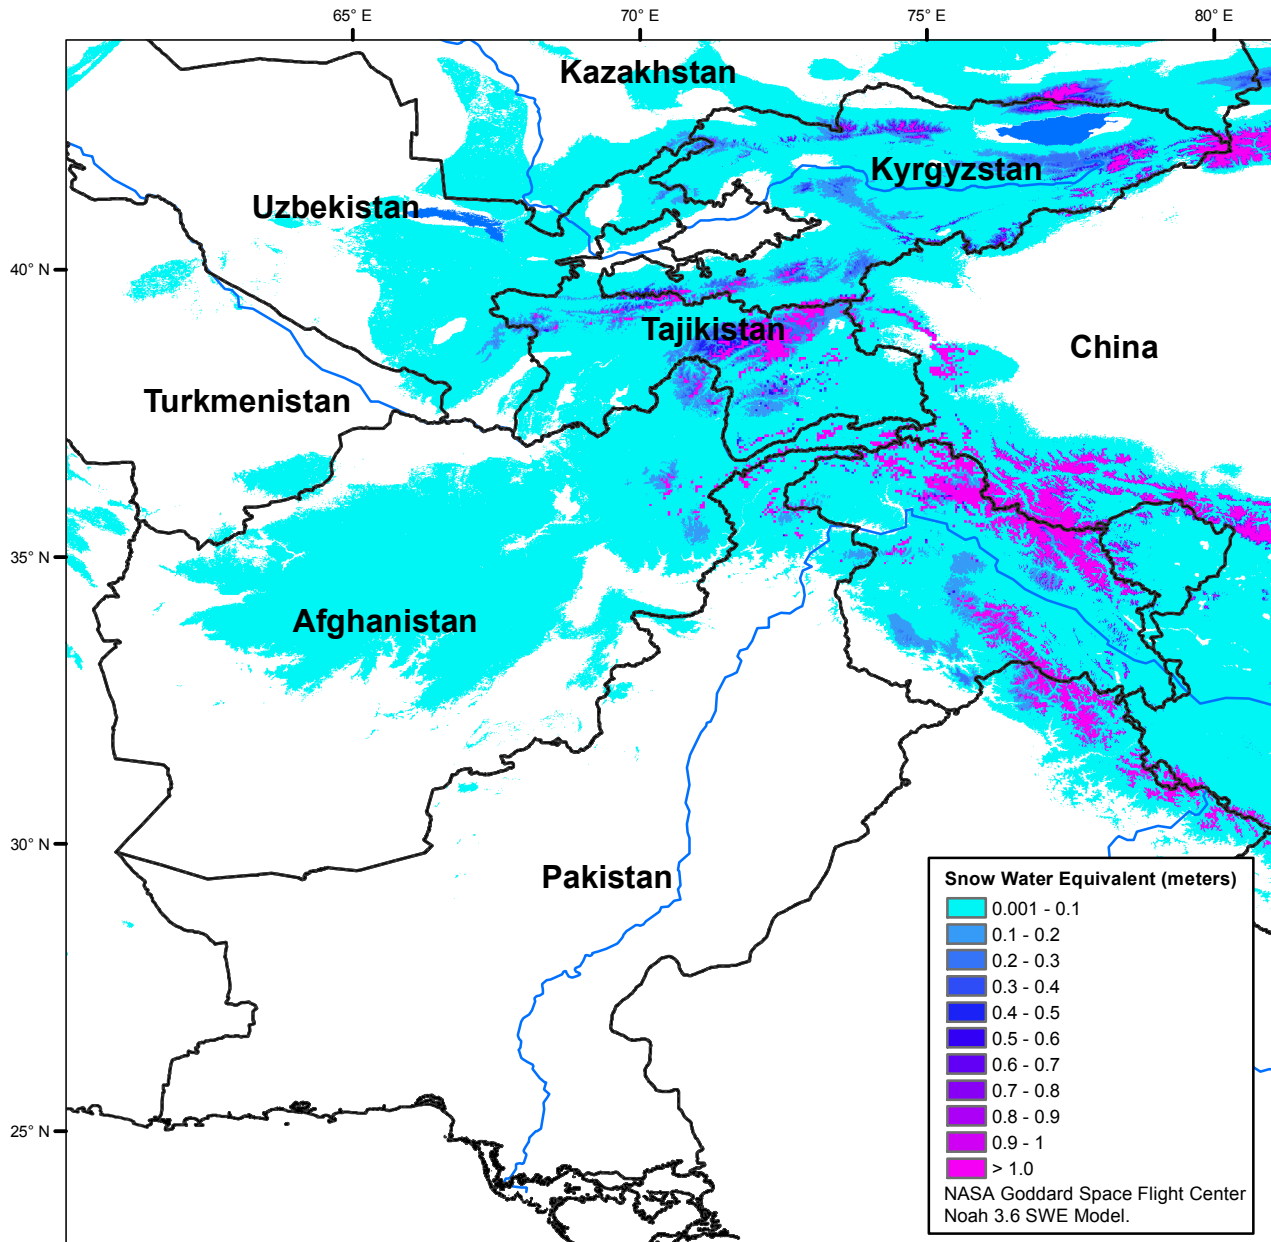 65° E
70° E
75° E
80° E
Kazakhstan
Kyrgyzstan
Uzbekistan
40° N
Tajikistan
China
Turkmenistan
35° N
Afghanistan
30° N
Pakistan
25° N
Snow Water Equivalent (meters)
0.001 - 0.1
0.1 - 0.2
0.2 - 0.3
0.3 - 0.4
0.4 - 0.5
0.5 - 0.6
0.6 - 0.7
0.7 - 0.8
0.8 - 0.9
0.9 - 1
> 1.0
NASA Goddard Space Flight Center
Noah 3.6 SWE Model.